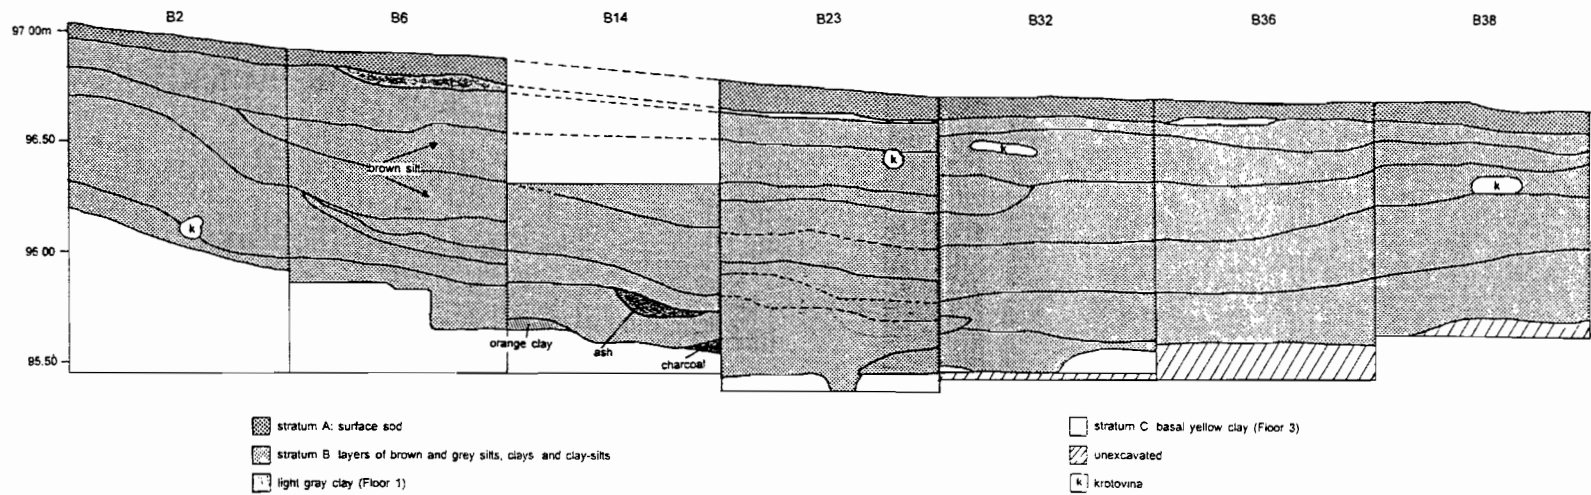 B2 B6 B14 B23 B32 B36 B38
97 00m
96.50
brown silt
k
k
k
k
96 00
orange clay
ash
charcoal
95.50
stratum A: surface sod
stratum B layers of brown and grey silts, clays and clay-silts
light gray clay (Floor 1)
stratum C basal yellow clay (Floor 3)
unexcavated
k krotovina